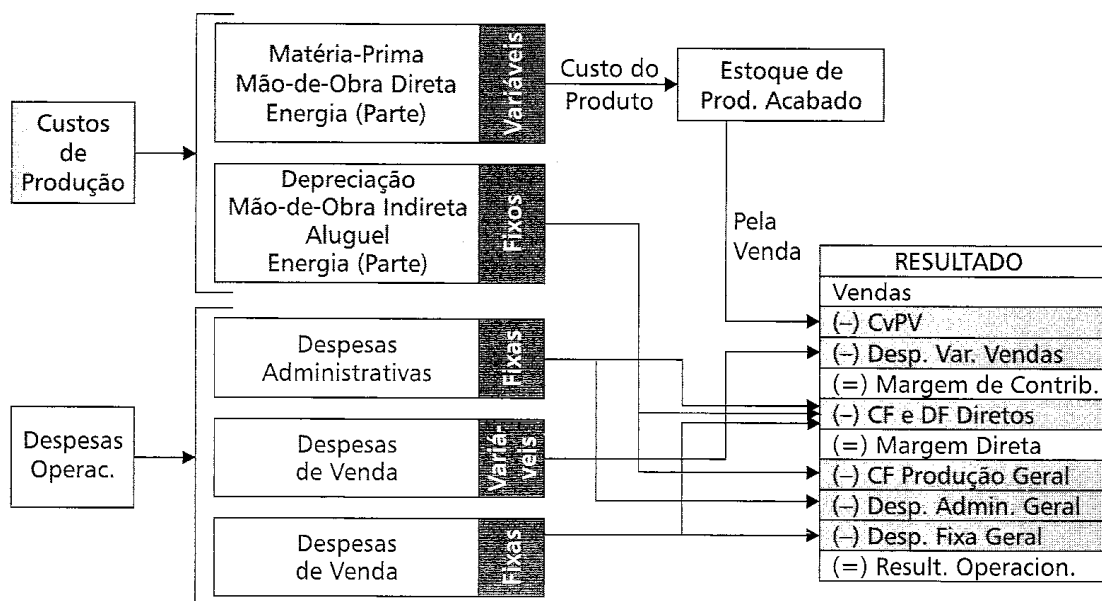 Custos
de
Produção
Matéria-Prima
Mão-de-Obra Direta
Energia (Parte)
Variáveis
Custo do
Produto
Estoque de
Prod. Acabado
Depreciação
Mão-de-Obra Indireta
Aluguel
Energia (Parte)
Fixos
Pela
Venda
Despesas
Operac.
Despesas
Administrativas
Fixas
Despesas
de Venda
Variá-
veis
Despesas
de Venda
Fixas
RESULTADO
Vendas
(–) CvPV
(–) Desp. Var. Vendas
(=) Margem de Contrib.
(–) CF e DF Diretos
(=) Margem Direta
(–) CF Produção Geral
(–) Desp. Admin. Geral
(–) Desp. Fixa Geral
(=) Result. Operacion.